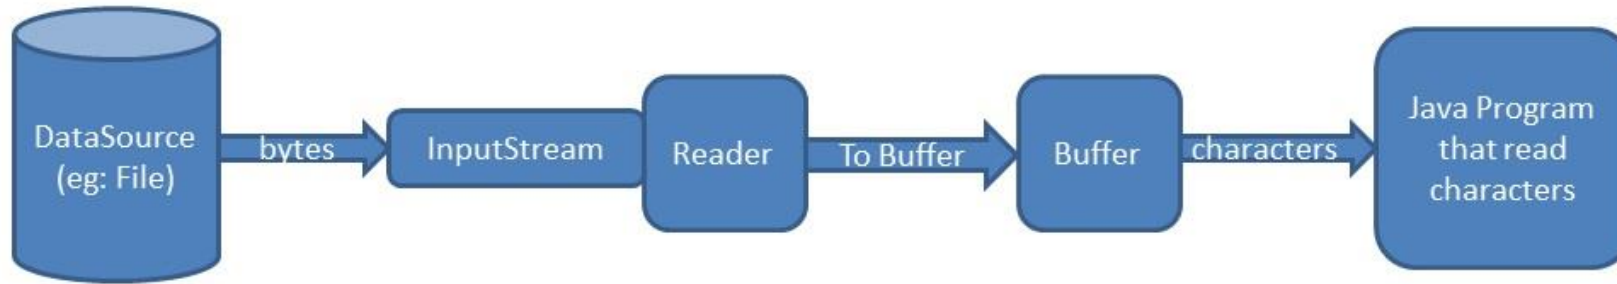 DataSource
(eg: File)
bytes
InputStream
Reader
To Buffer
Buffer
characters
Java Program
that read
characters